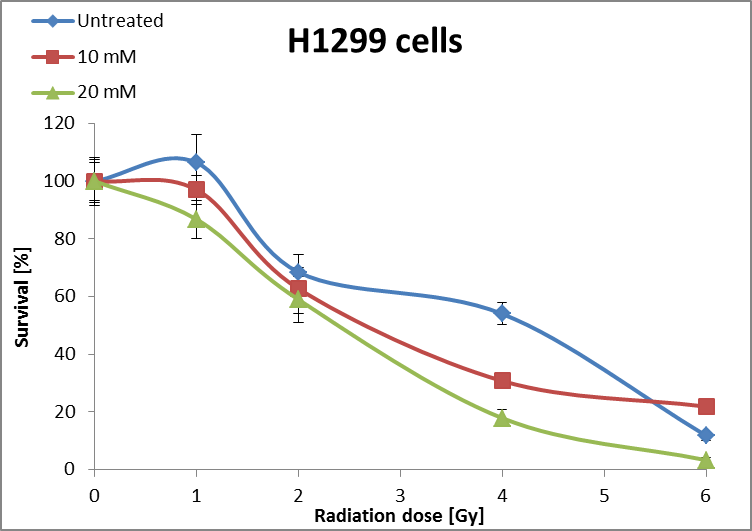 Untreated
10 mM
20 mM
H1299 cells
120
100
80
60
40
20
0
Survival [%]
0 1 2 3 4 5 6
Radiation dose [Gy]